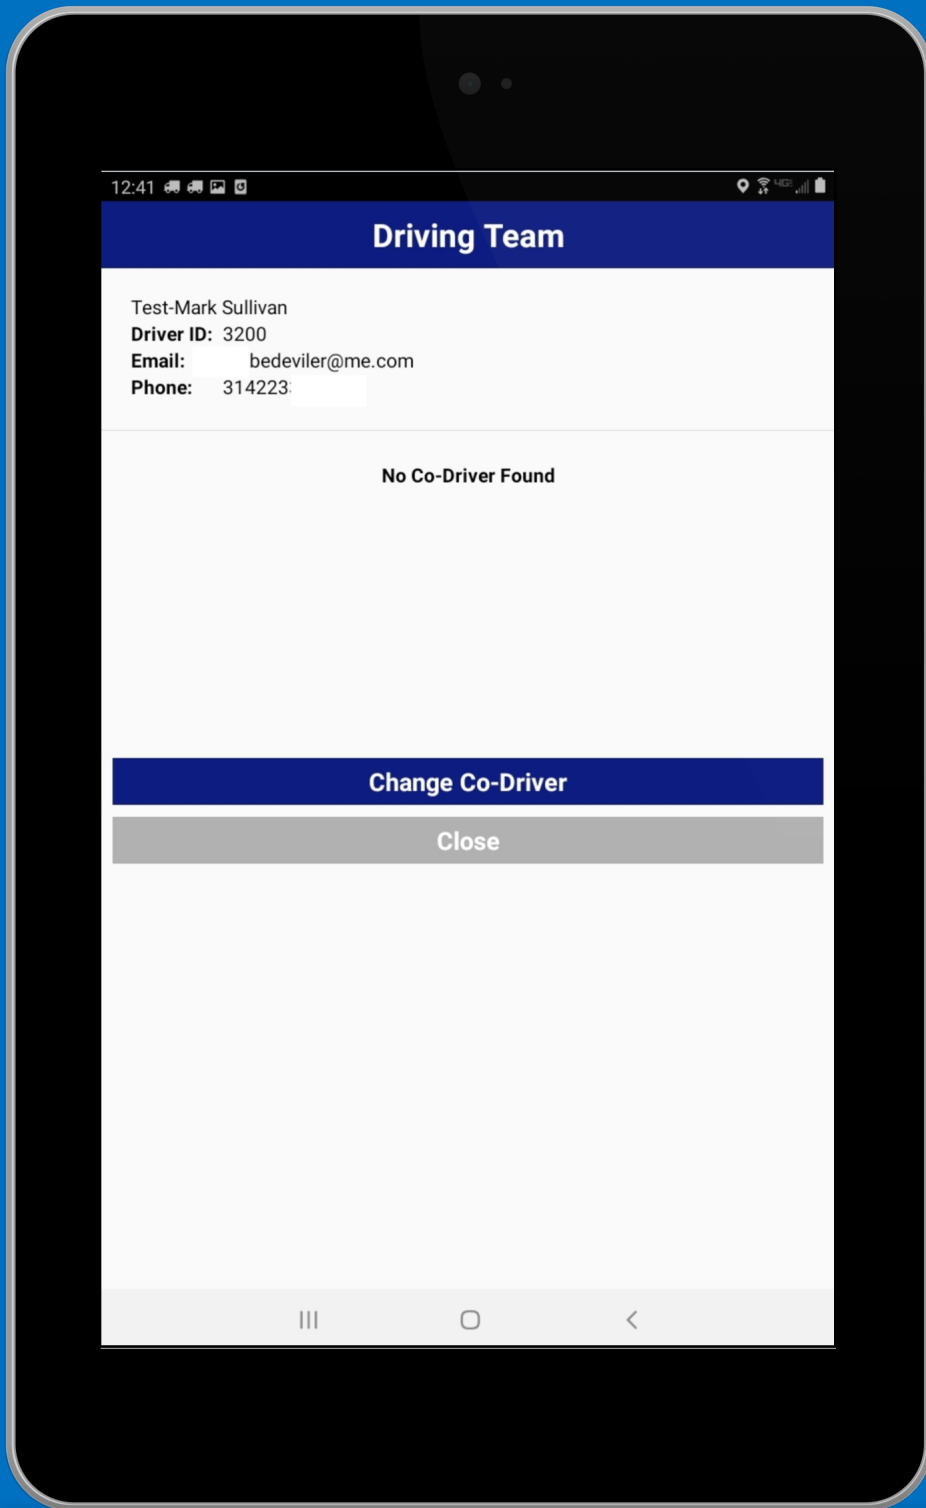 12:41
4GE
Driving Team
Test-Mark Sullivan
Driver ID: 3200
Email: bedeviler@me.com
Phone: 314223
No Co-Driver Found
Change Co-Driver
Close